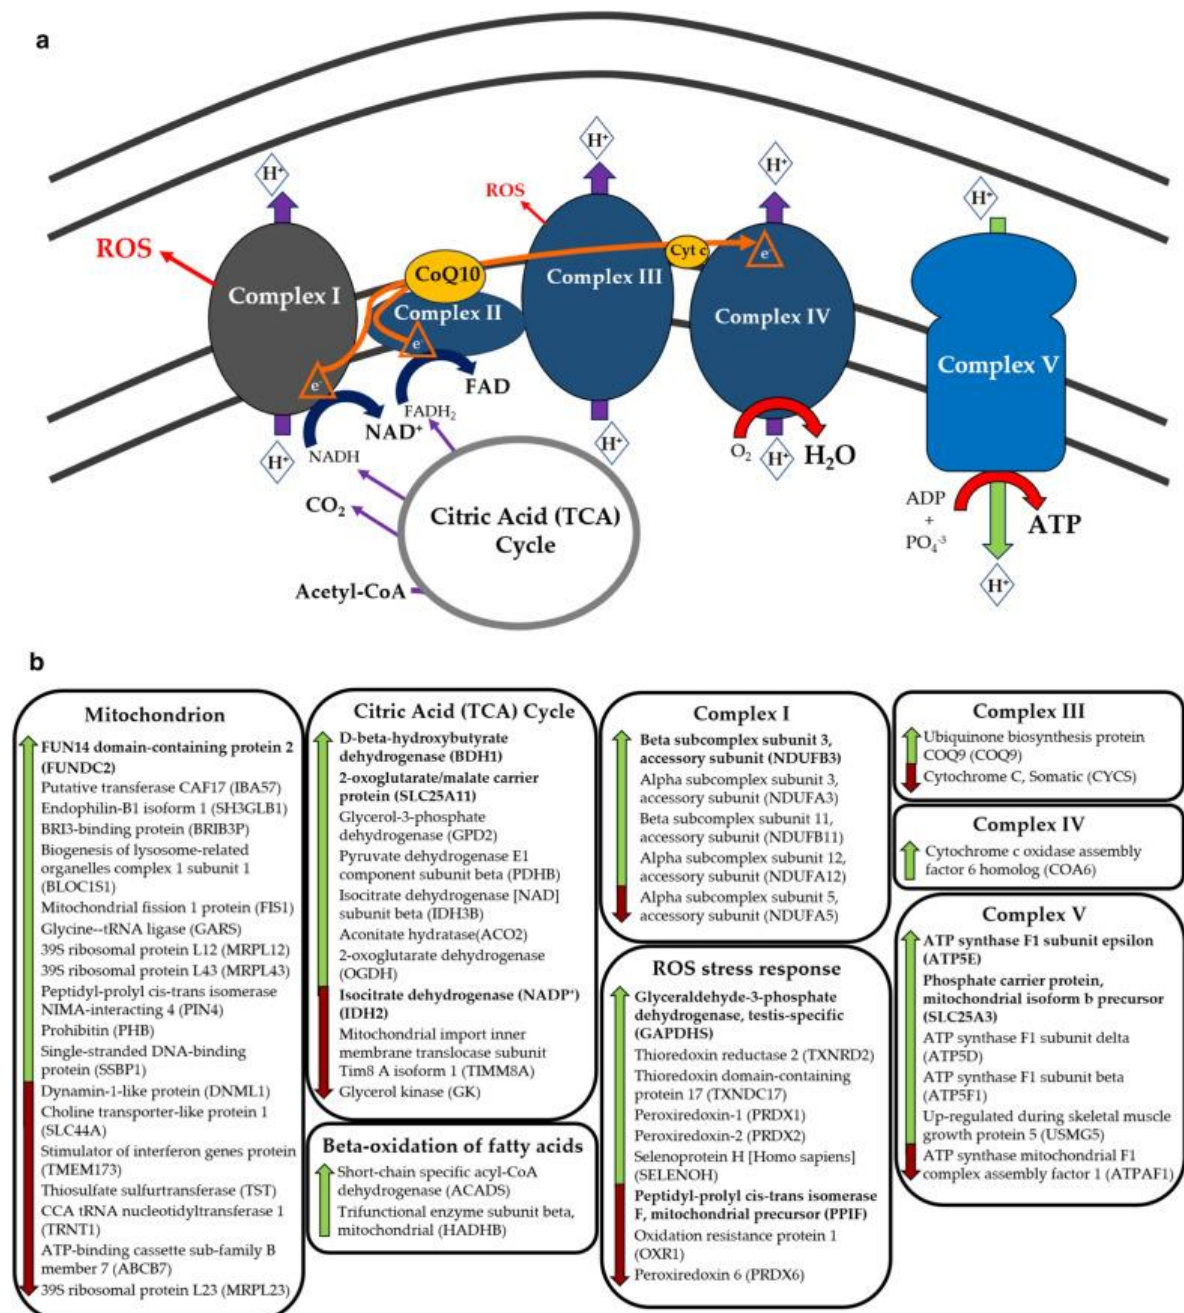 a
H⁺
H⁺
H⁺
H⁺
ROS
ROS
Complex I
CoQ10
Complex II
Complex III
Cyt c
e⁻
Complex IV
Complex V
e⁻
e⁻
FAD
FADH₂
NAD⁺
NADH
H⁺
H⁺
O₂
H⁺
H₂O
CO₂
Citric Acid (TCA)
Cycle
Acetyl-CoA
ADP
+
PO₄⁻³
ATP
H⁺
b
Mitochondrion
FUN14 domain-containing protein 2
(FUNDC2)
Putative transferase CAF17 (IBA57)
Endophilin-B1 isoform 1 (SH3GLB1)
BRI3-binding protein (BRIB3P)
Biogenesis of lysosome-related
organelles complex 1 subunit 1
(BLOC1S1)
Mitochondrial fission 1 protein (FIS1)
Glycine--tRNA ligase (GARS)
39S ribosomal protein L12 (MRPL12)
39S ribosomal protein L43 (MRPL43)
Peptidyl-prolyl cis-trans isomerase
NIMA-interacting 4 (PIN4)
Prohibitin (PHB)
Single-stranded DNA-binding
protein (SSBP1)
Dynamin-1-like protein (DNML1)
Choline transporter-like protein 1
(SLC44A)
Stimulator of interferon genes protein
(TMEM173)
Thiosulfate sulfurtransferase (TST)
CCA tRNA nucleotidyltransferase 1
(TRNT1)
ATP-binding cassette sub-family B
member 7 (ABCB7)
39S ribosomal protein L23 (MRPL23)
Citric Acid (TCA) Cycle
D-beta-hydroxybutyrate
dehydrogenase (BDH1)
2-oxoglutarate/malate carrier
protein (SLC25A11)
Glycerol-3-phosphate
dehydrogenase (GPD2)
Pyruvate dehydrogenase E1
component subunit beta (PDHB)
Isocitrate dehydrogenase [NAD]
subunit beta (IDH3B)
Aconitate hydratase(ACO2)
2-oxoglutarate dehydrogenase
(OGDH)
Isocitrate dehydrogenase (NADP⁺)
(IDH2)
Mitochondrial import inner
membrane translocase subunit
Tim8 A isoform 1 (TIMM8A)
Glycerol kinase (GK)
Beta-oxidation of fatty acids
Short-chain specific acyl-CoA
dehydrogenase (ACADS)
Trifunctional enzyme subunit beta,
mitochondrial (HADHB)
Complex I
Beta subcomplex subunit 3,
accessory subunit (NDUFB3)
Alpha subcomplex subunit 3,
accessory subunit (NDUFA3)
Beta subcomplex subunit 11,
accessory subunit (NDUFB11)
Alpha subcomplex subunit 12,
accessory subunit (NDUFA12)
Alpha subcomplex subunit 5,
accessory subunit (NDUFA5)
ROS stress response
Glyceraldehyde-3-phosphate
dehydrogenase, testis-specific
(GAPDHS)
Thioredoxin reductase 2 (TXNRD2)
Thioredoxin domain-containing
protein 17 (TXNDC17)
Peroxiredoxin-1 (PRDX1)
Peroxiredoxin-2 (PRDX2)
Selenoprotein H [Homo sapiens]
(SELENOH)
Peptidyl-prolyl cis-trans isomerase
F, mitochondrial precursor (PPIF)
Oxidation resistance protein 1
(OXR1)
Peroxiredoxin 6 (PRDX6)
Complex III
Ubiquinone biosynthesis protein
COQ9 (COQ9)
Cytochrome C, Somatic (CYCS)
Complex IV
Cytochrome c oxidase assembly
factor 6 homolog (COA6)
Complex V
ATP synthase F1 subunit epsilon
(ATP5E)
Phosphate carrier protein,
mitochondrial isoform b precursor
(SLC25A3)
ATP synthase F1 subunit delta
(ATP5D)
ATP synthase F1 subunit beta
(ATP5F1)
Up-regulated during skeletal muscle
growth protein 5 (USMG5)
ATP synthase mitochondrial F1
complex assembly factor 1 (ATPAF1)